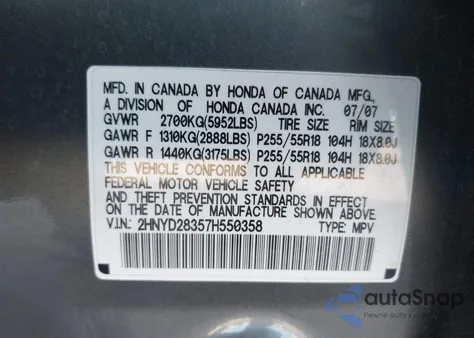 MFD. IN CANADA BY HONDA OF CANADA MFG.,
A DIVISION OF HONDA CANADA INC. 07/07
GVWR 2700KG(5952LBS) TIRE SIZE RIM SIZE
GAWR F 1310KG(2888LBS) P255/55R18 104H 18X8.0J
GAWR R 1440KG(3175LBS) P255/55R18 104H 18X8.0J
THIS VEHICLE CONFORMS TO ALL APPLICABLE
FEDERAL MOTOR VEHICLE SAFETY
AND THEFT PREVENTION STANDARDS IN EFFECT ON
THE DATE OF MANUFACTURE SHOWN ABOVE.
V.I.N.: 2HNYD28357H550358 TYPE: MPV
autoSnap
Pewne auto z USA